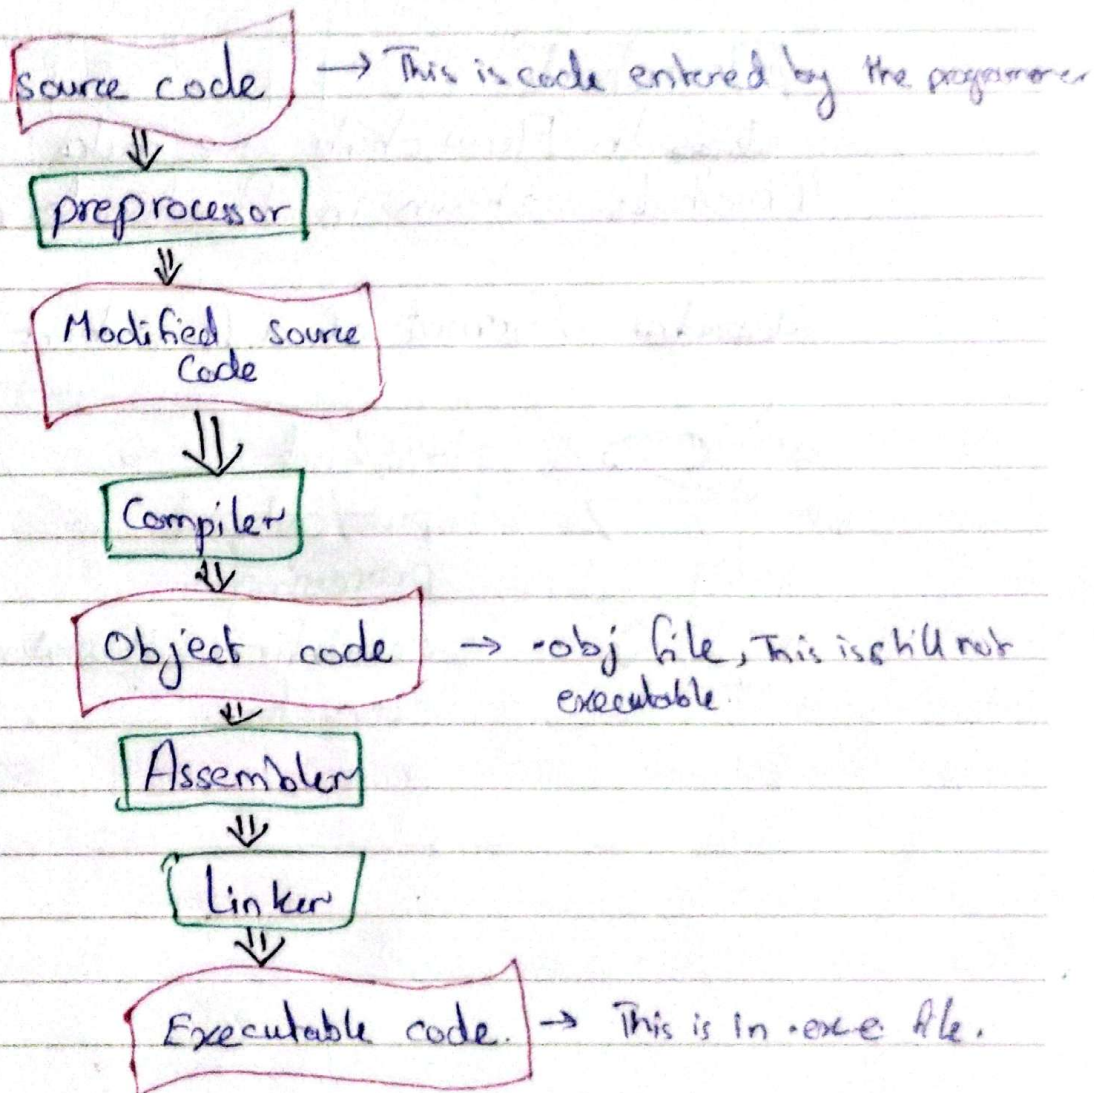 source code → This is code entered by the programmer
preprocessor
Modified source
Code
Compiler
Object code → .obj file, This is still not
executable.
Assembler
Linker
Executable code. → This is in .exe file.